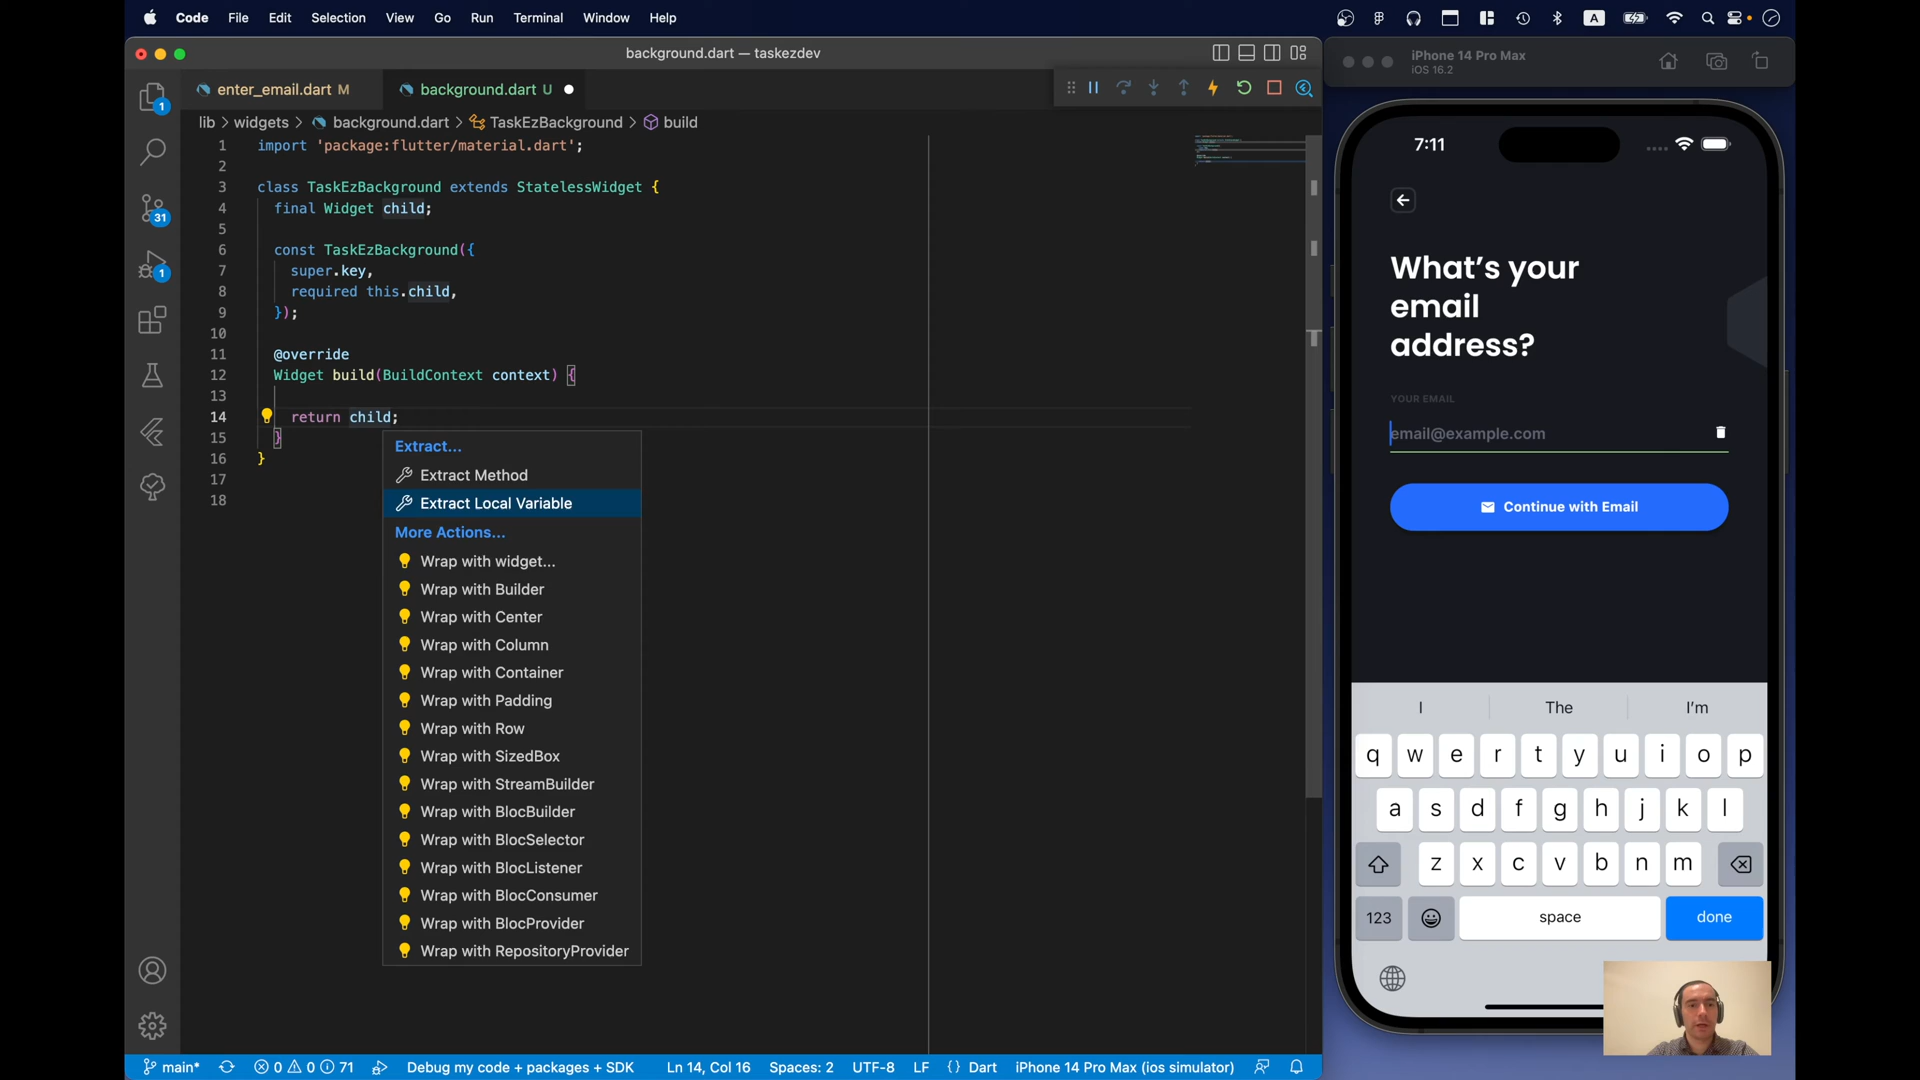 Code File Edit Selection View Go Run Terminal Window Help
A
background.dart — taskezdev
enter_email.dart M
background.dart U
lib > widgets > background.dart > TaskEzBackground > build
1 import 'package:flutter/material.dart';
2
3 class TaskEzBackground extends StatelessWidget {
4 final Widget child;
5
6 const TaskEzBackground({
7 super.key,
8 required this.child,
9 });
10
11 @override
12 Widget build(BuildContext context) {
13
14 return child;
15 }
16 }
17
18
1
31
1
Extract...
Extract Method
Extract Local Variable
More Actions...
Wrap with widget...
Wrap with Builder
Wrap with Center
Wrap with Column
Wrap with Container
Wrap with Padding
Wrap with Row
Wrap with SizedBox
Wrap with StreamBuilder
Wrap with BlocBuilder
Wrap with BlocSelector
Wrap with BlocListener
Wrap with BlocConsumer
Wrap with BlocProvider
Wrap with RepositoryProvider
main* 0 0 71 Debug my code + packages + SDK Ln 14, Col 16 Spaces: 2 UTF-8 LF {} Dart iPhone 14 Pro Max (ios simulator)
iPhone 14 Pro Max
iOS 16.2
7:11
What's your
email
address?
YOUR EMAIL
email@example.com
Continue with Email
I The I'm
q w e r t y u i o p
a s d f g h j k l
z x c v b n m
123 space done